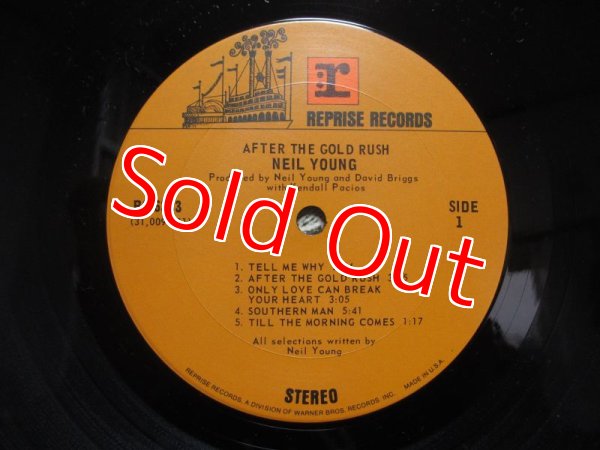 r
REPRISE RECORDS
AFTER THE GOLD RUSH
NEIL YOUNG
Produced by Neil Young and David Briggs
with Kendall Pacios
SIDE
1
Sold Out
1. TELL ME WHY
2. AFTER THE GOLD RUSH
3. ONLY LOVE CAN BREAK
YOUR HEART 3:05
4. SOUTHERN MAN 5:41
5. TILL THE MORNING COMES 1:17
All selections written by
Neil Young
STEREO
REPRISE RECORDS, A DIVISION OF WARNER BROS. RECORDS, INC. MADE IN U.S.A.